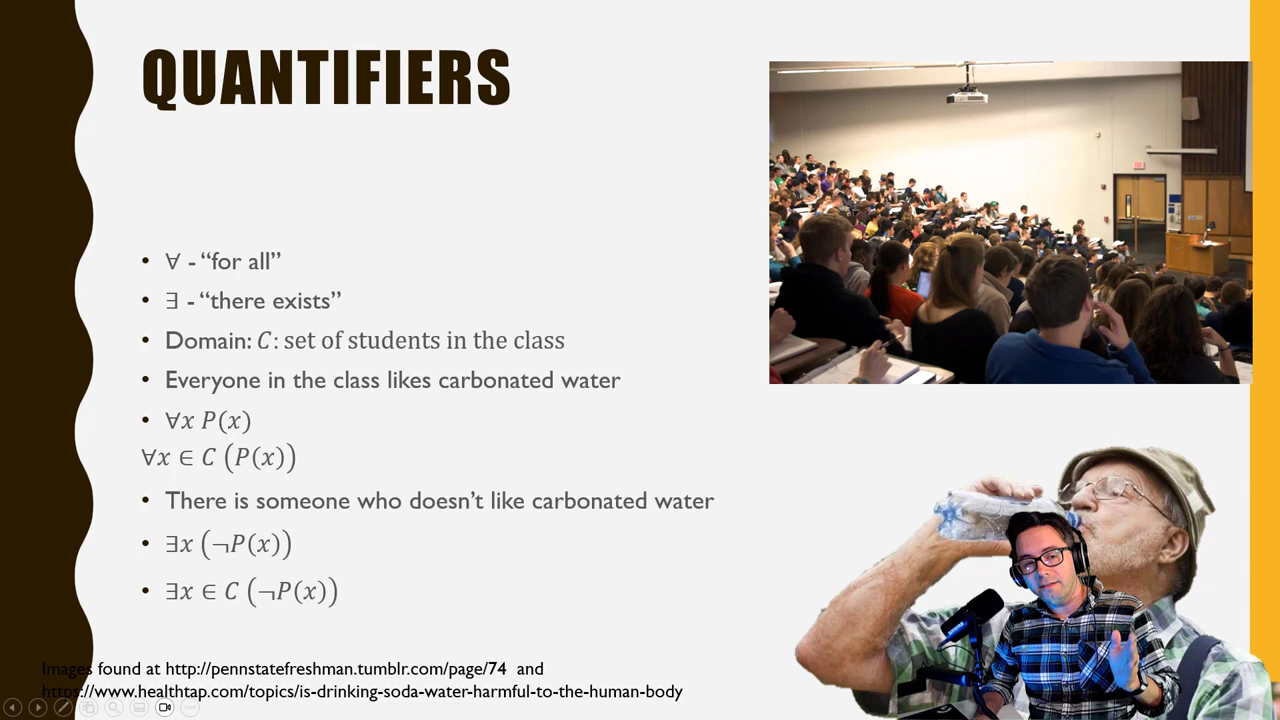 QUANTIFIERS
• ∀ - “for all”
• ∃ - “there exists”
• Domain: C: set of students in the class
• Everyone in the class likes carbonated water
• ∀x P(x)
∀x ∈ C (P(x))
• There is someone who doesn’t like carbonated water
• ∃x (¬P(x))
• ∃x ∈ C (¬P(x))
Images found at http://pennstatefreshman.tumblr.com/page/74 and
https://www.healthtap.com/topics/is-drinking-soda-water-harmful-to-the-human-body